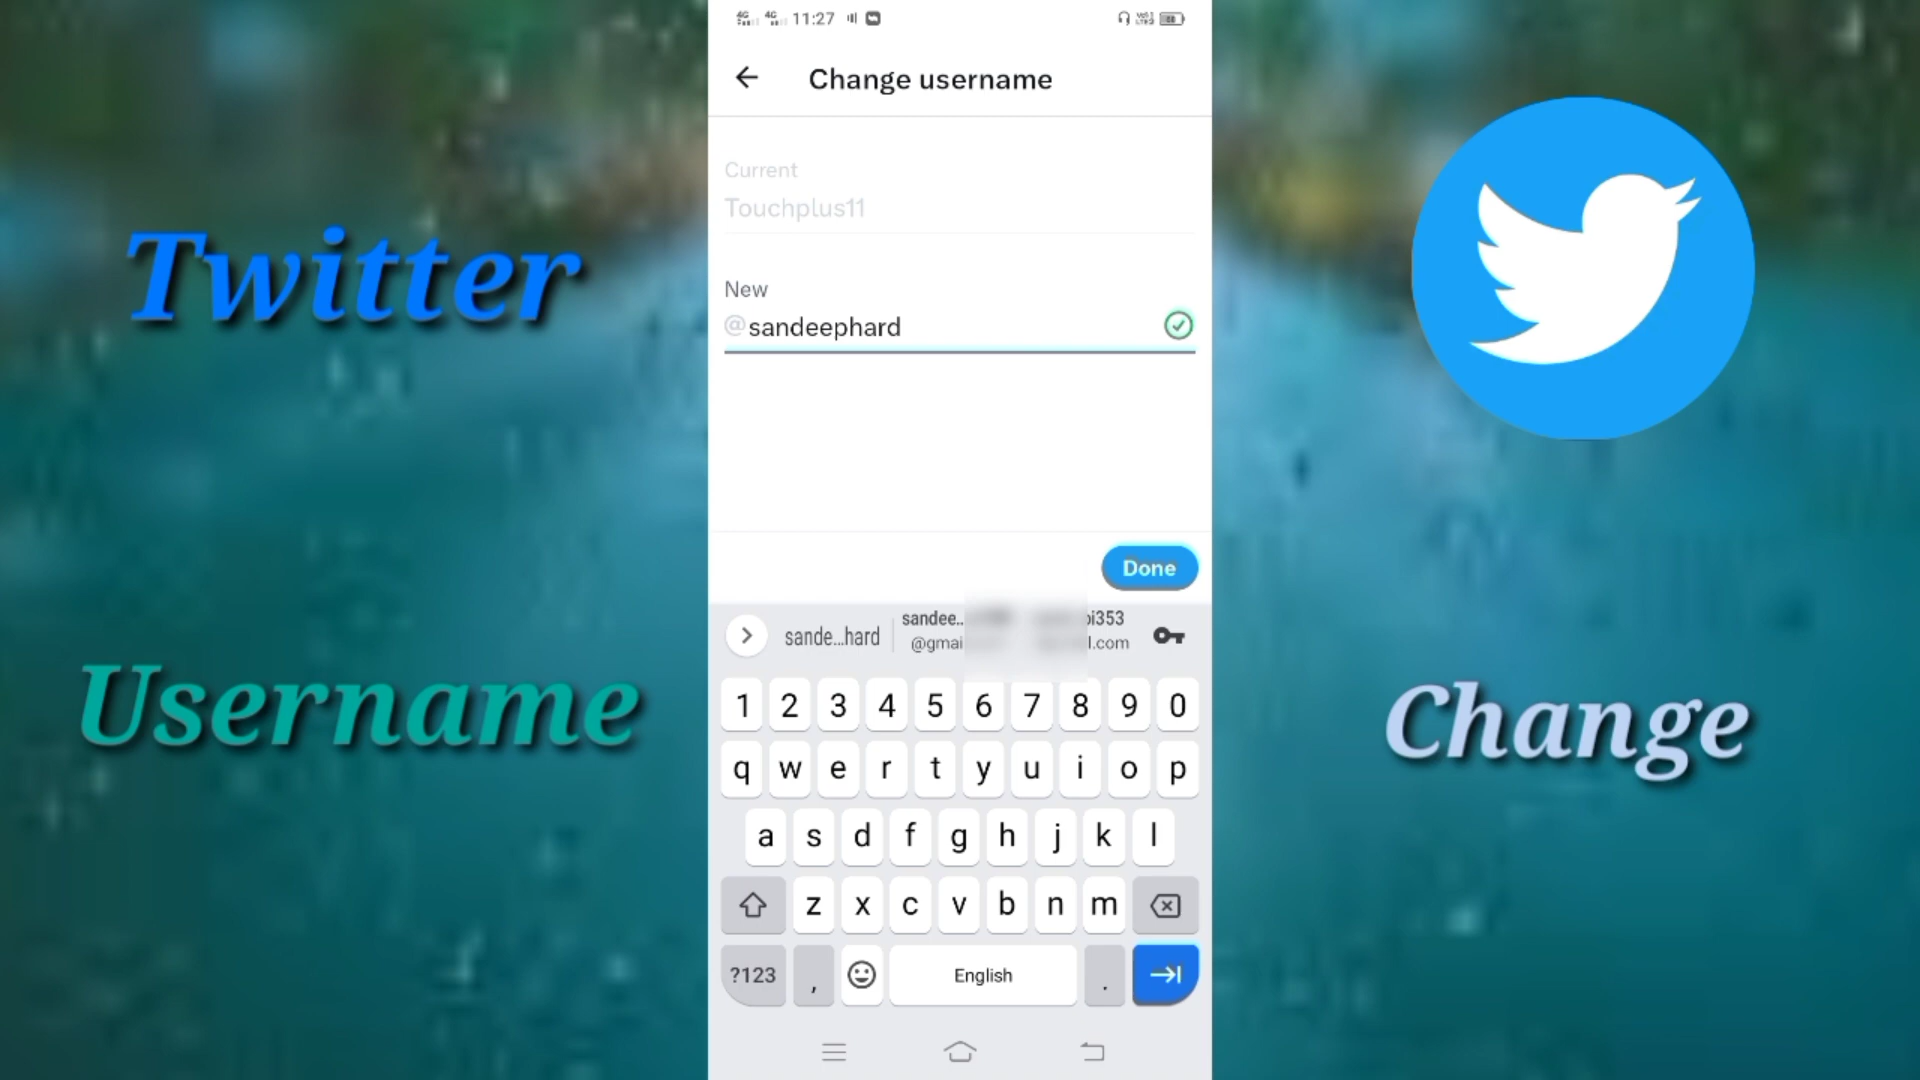 11:27
Change username
Current
Touchplus11
New
@sandeephard
Done
sande...hard
sandee..
@gmai
l.com
1 2 3 4 5 6 7 8 9 0
q w e r t y u i o p
a s d f g h j k l
z x c v b n m
?123 , English .
Twitter
Username
Change